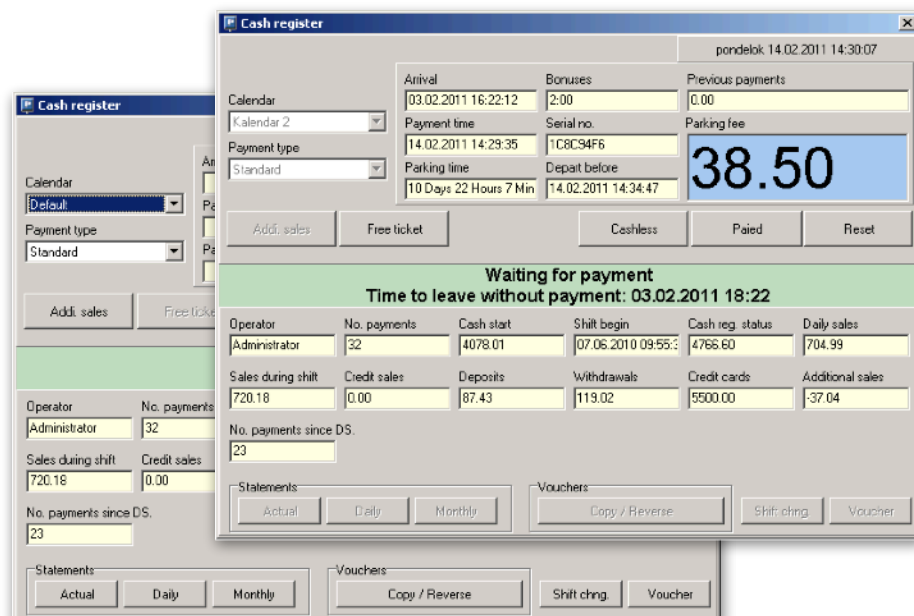 Cash register
pondelok 14.02.2011 14:30:07
Arrival Bonuses Previous payments
Calendar 03.02.2011 16:22:12 2:00 0.00
Kalendar 2 Payment time Serial no. Parking fee
Payment type 14.02.2011 14:29:35 1C8C94F6 38.50
Standard Parking time Depart before
10 Days 22 Hours 7 Min 14.02.2011 14:34:47
Addi. sales Free ticket Cashless Paied Reset
Waiting for payment
Time to leave without payment: 03.02.2011 18:22
Operator No. payments Cash start Shift begin Cash reg. status Daily sales
Administrator 32 4078.01 07.06.2010 09:55: 4766.60 704.99
Sales during shift Credit sales Deposits Withdrawals Credit cards Additional sales
720.18 0.00 87.43 119.02 5500.00 -37.04
No. payments since DS.
23
Statements Vouchers
Actual Daily Monthly Copy / Reverse Shift chng. Voucher
Cash register
Calendar
Default
Payment type
Standard
Addi. sales Free
Operator No. payments
Administrator 32
Sales during shift Credit sales
720.18 0.00
No. payments since DS.
23
Statements Vouchers
Actual Daily Monthly Copy / Reverse Shift chng. Voucher